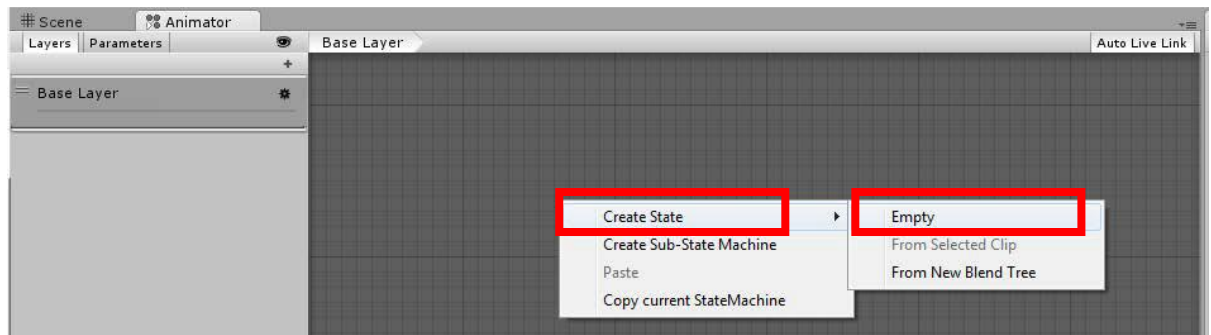 Scene Animator
Layers Parameters Base Layer Auto Live Link
+
Base Layer
Create State
Create Sub-State Machine
Paste
Copy current StateMachine
Empty
From Selected Clip
From New Blend Tree